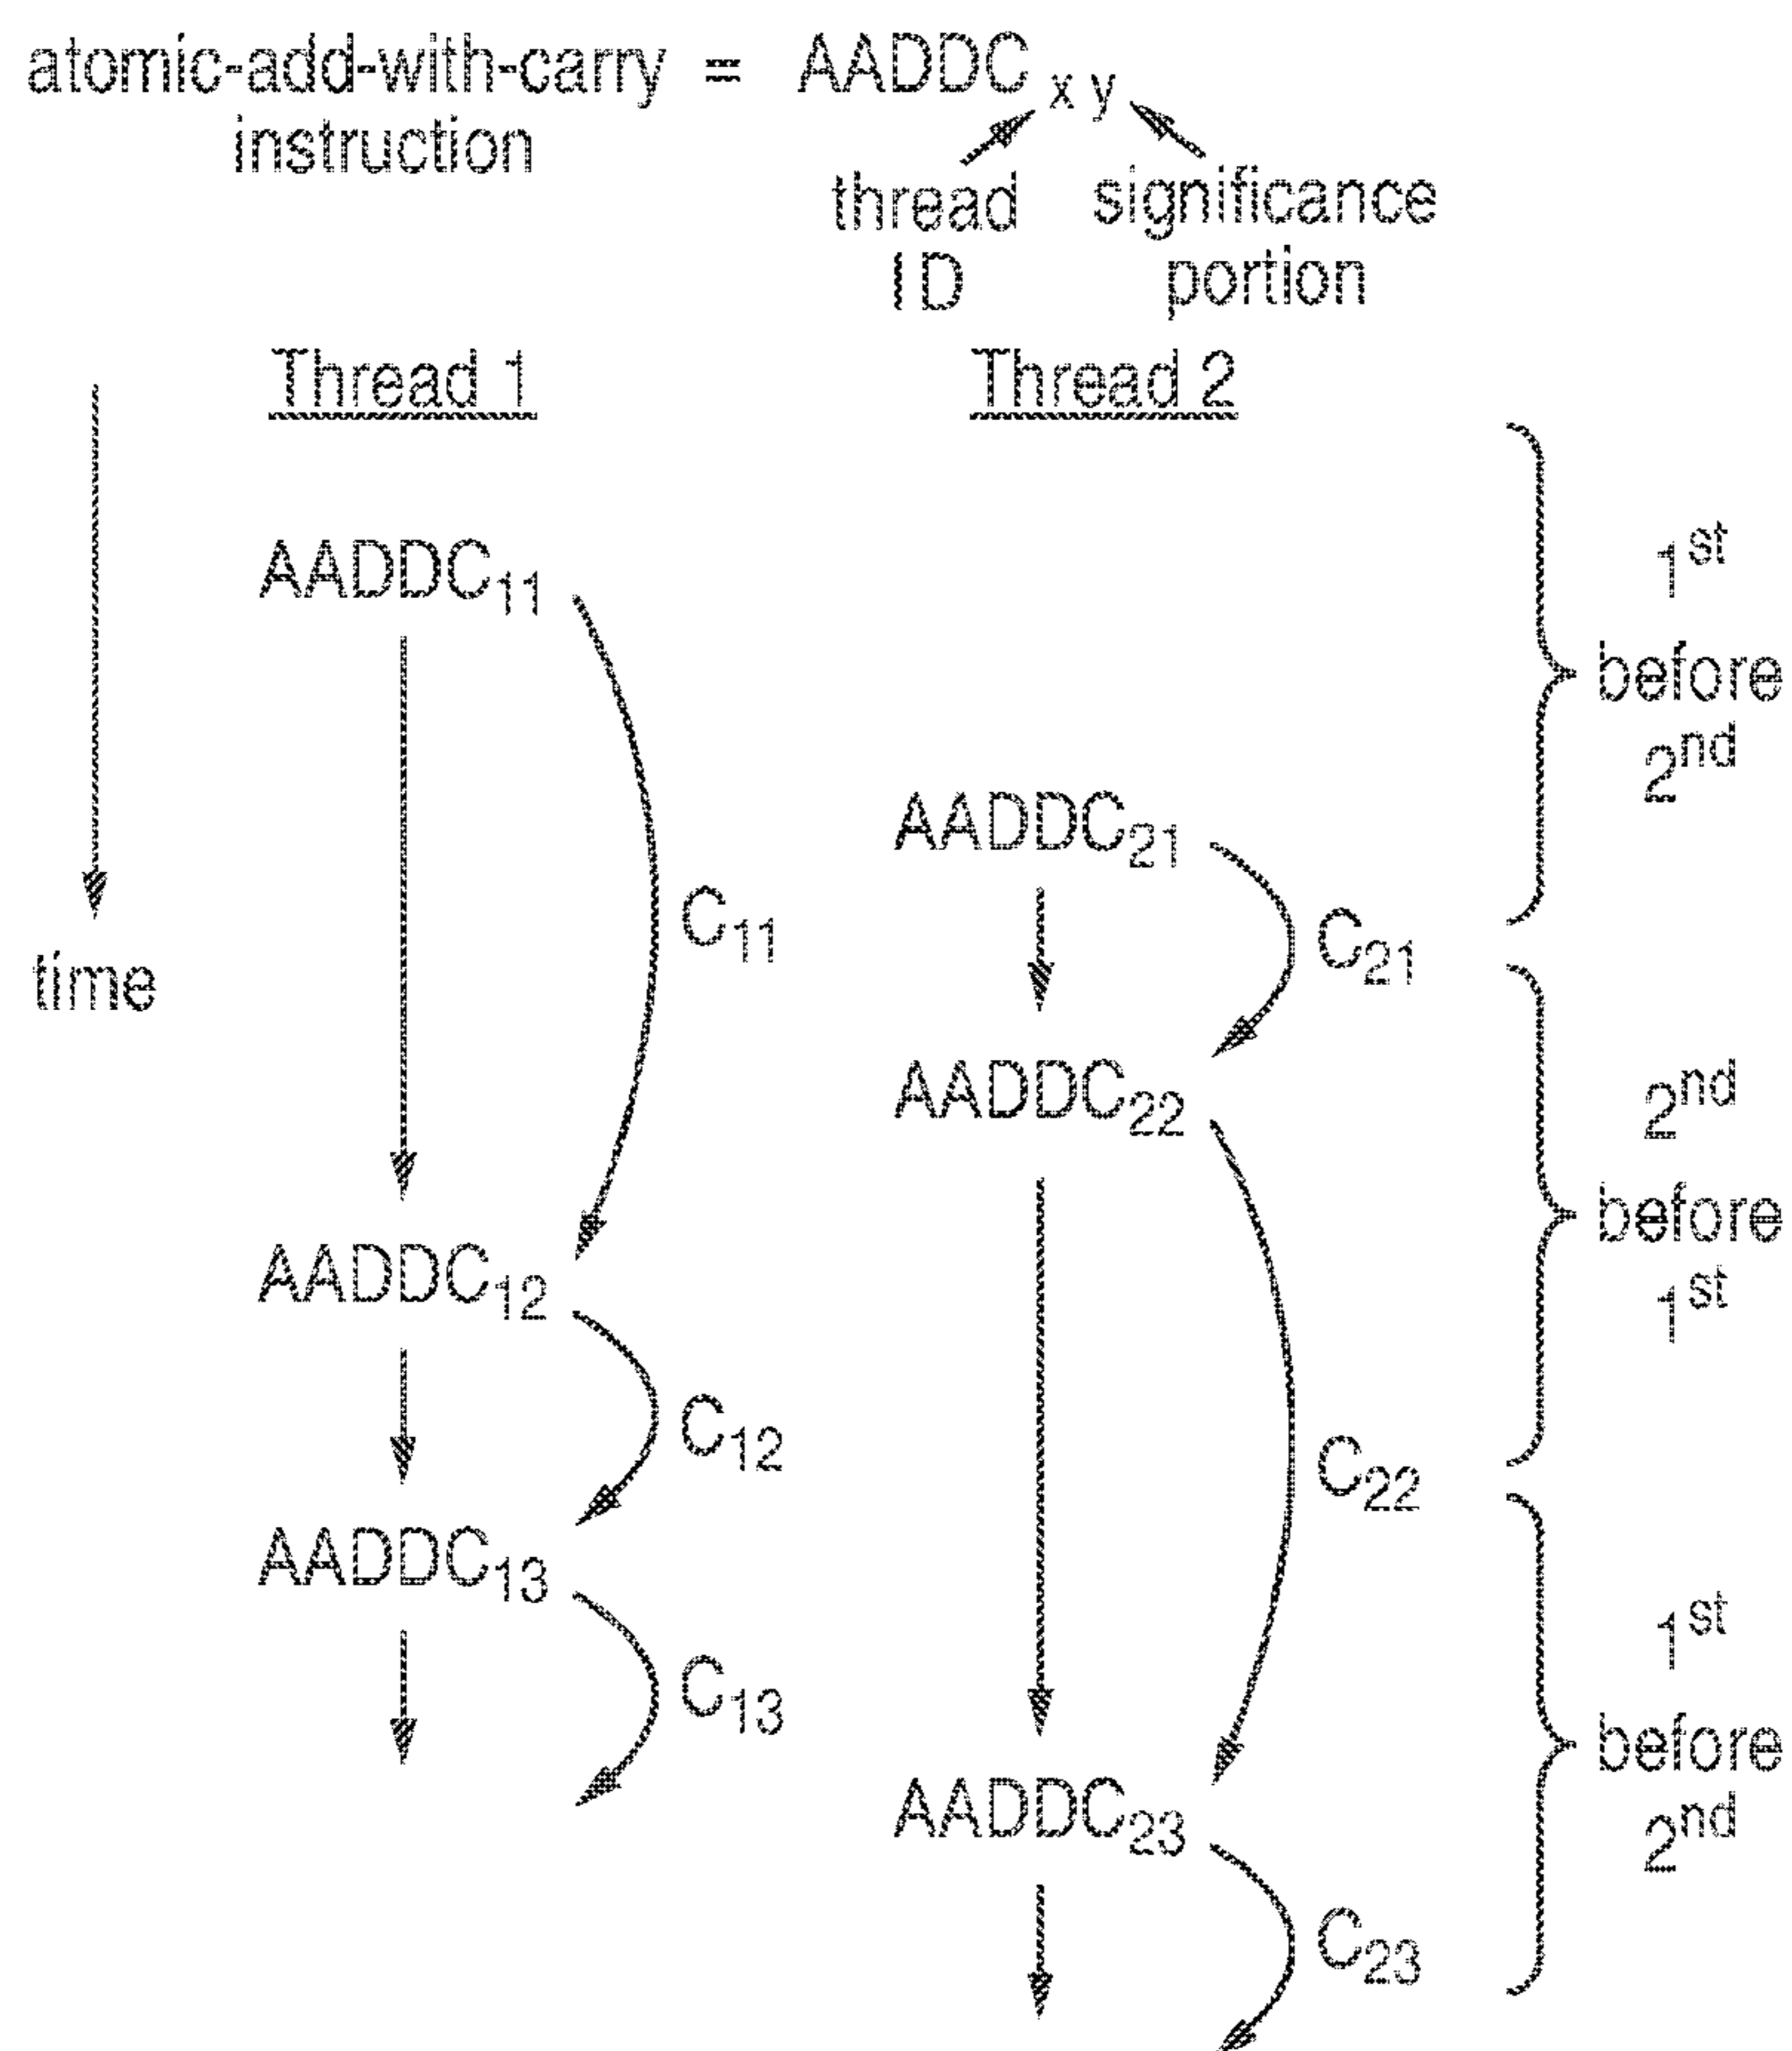 atomic-add-with-carry = AADDC x y
instruction
thread significance
ID portion
Thread 1 Thread 2
AADDC11
1st
before
2nd
AADDC21
C11
C21
time
AADDC22
2nd
before
1st
AADDC12
C12
C22
AADDC13
1st
before
2nd
C13
AADDC23
C23